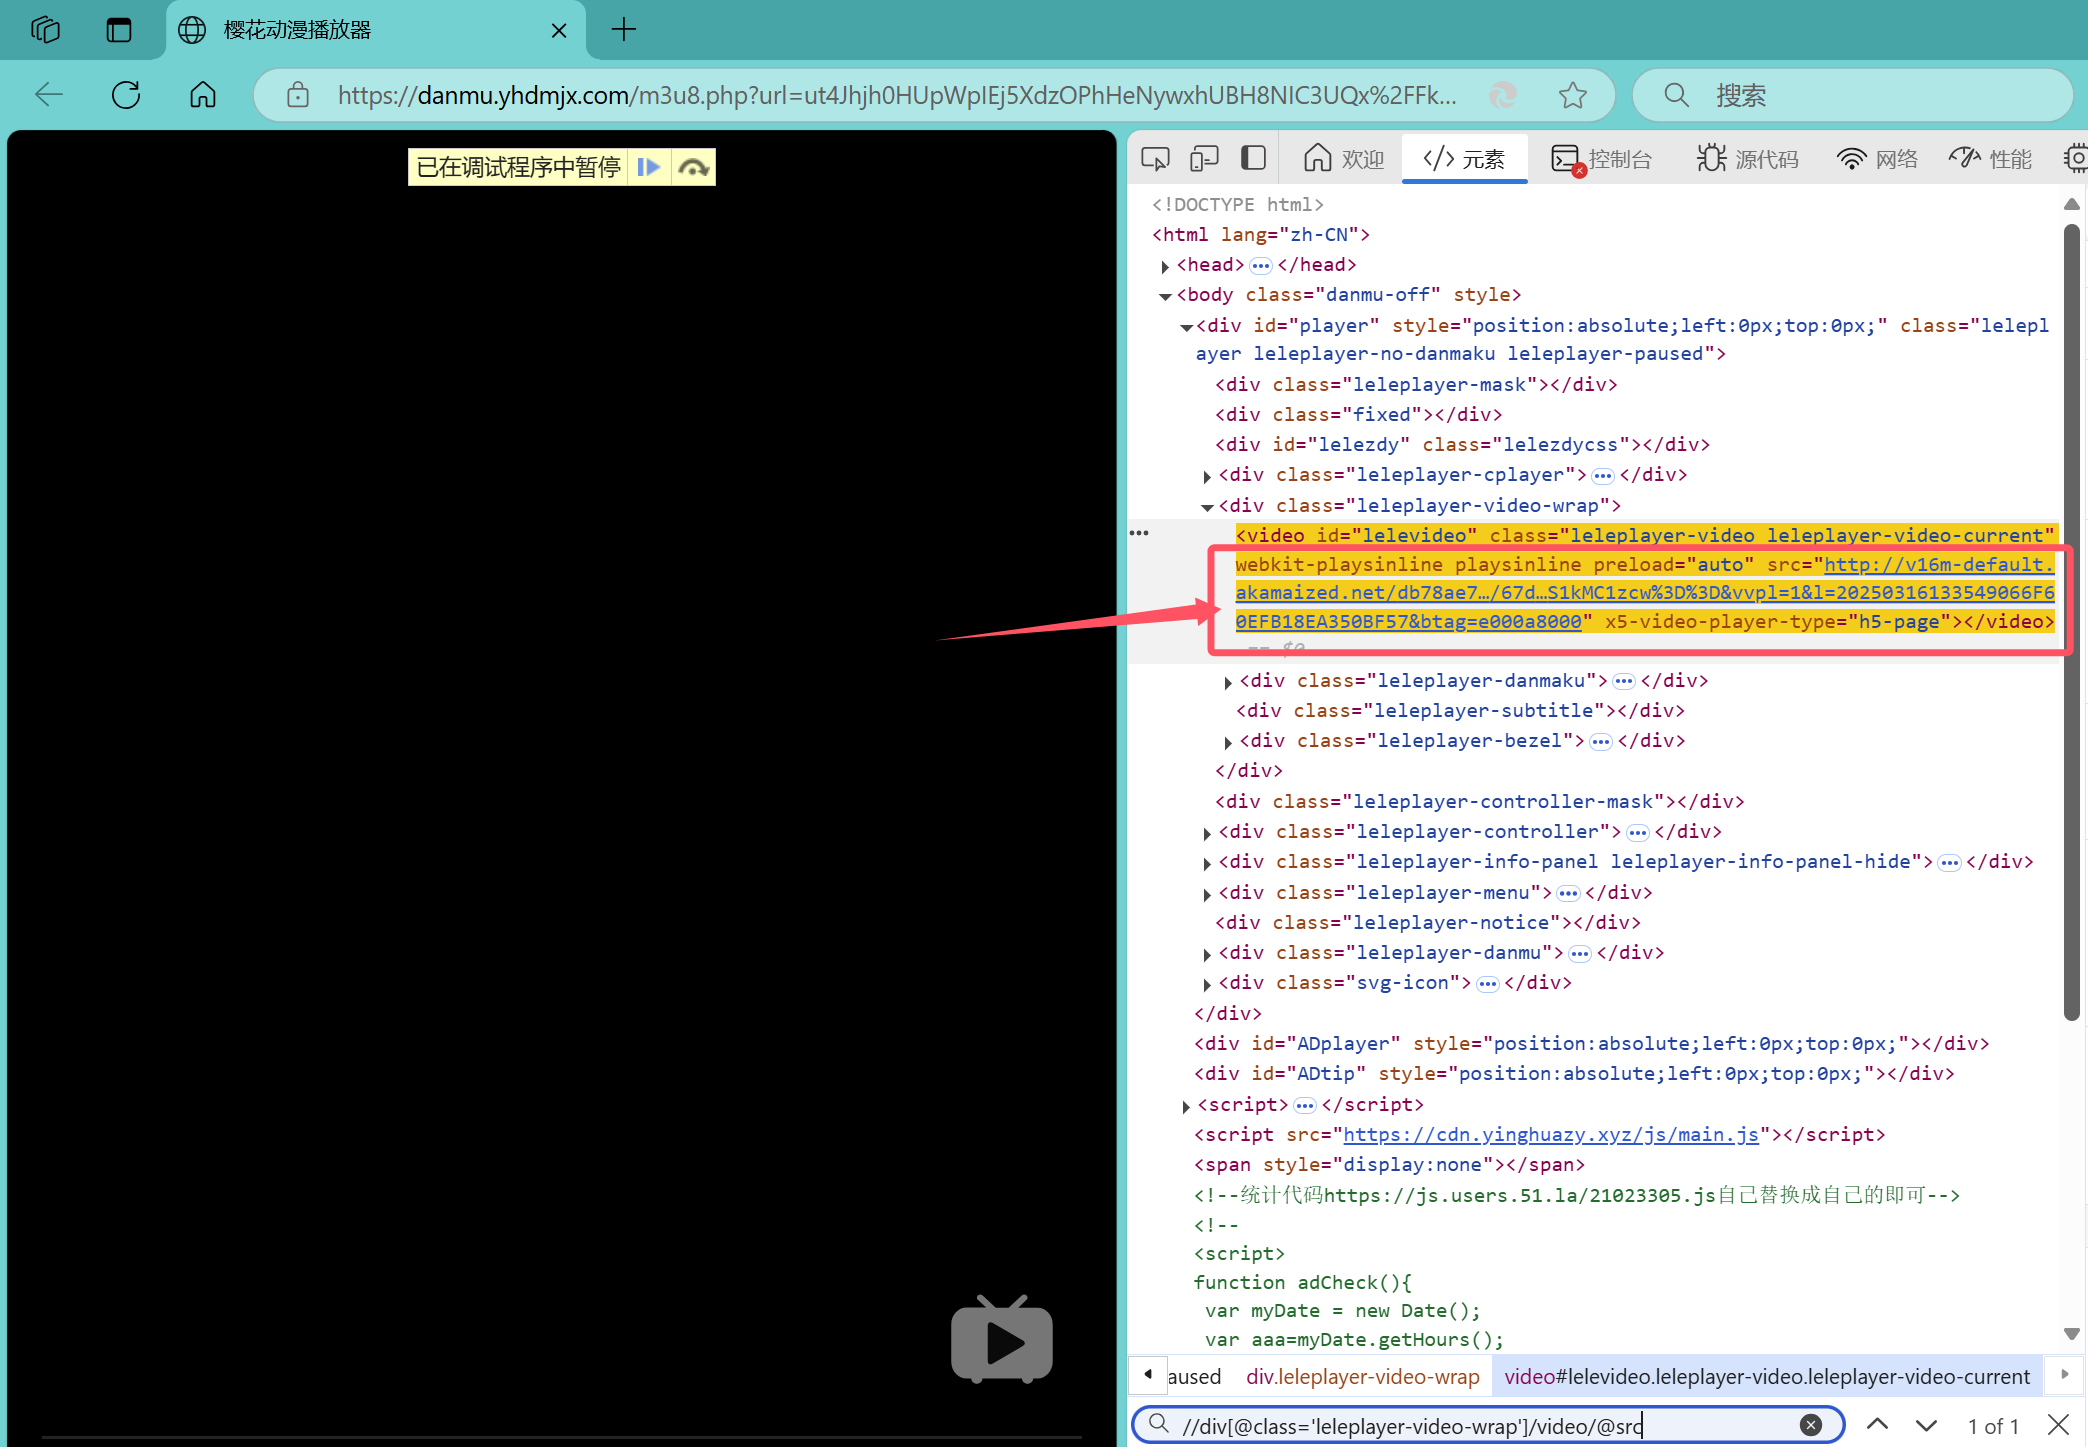 樱花动漫播放器
https://danmu.yhdmjx.com/m3u8.php?url=ut4Jhjh0HUpWpIEj5XdzOPhHeNywxhUBH8NIC3UQx%2FFk...
搜索
已在调试程序中暂停
欢迎 元素 控制台 源代码 网络 性能
<!DOCTYPE html>
<html lang="zh-CN">
<head>…</head>
<body class="danmu-off" style>
<div id="player" style="position:absolute;left:0px;top:0px;" class="lelepl
ayer leleplayer-no-danmaku leleplayer-paused">
<div class="leleplayer-mask"></div>
<div class="fixed"></div>
<div id="lelezdy" class="lelezdycss"></div>
<div class="leleplayer-cplayer">…</div>
<div class="leleplayer-video-wrap">
<video id="lelevideo" class="leleplayer-video leleplayer-video-current"
webkit-playsinline playsinline preload="auto" src="http://v16m-default.
akamaized.net/db78ae7…/67d…S1kMC1zcw%3D%3D&vvpl=1&l=20250316133549066F6
0EFB18EA350BF57&btag=e000a8000" x5-video-player-type="h5-page"></video>
== $0
<div class="leleplayer-danmaku">…</div>
<div class="leleplayer-subtitle"></div>
<div class="leleplayer-bezel">…</div>
</div>
<div class="leleplayer-controller-mask"></div>
<div class="leleplayer-controller">…</div>
<div class="leleplayer-info-panel leleplayer-info-panel-hide">…</div>
<div class="leleplayer-menu">…</div>
<div class="leleplayer-notice"></div>
<div class="leleplayer-danmu">…</div>
<div class="svg-icon">…</div>
</div>
<div id="ADplayer" style="position:absolute;left:0px;top:0px;"></div>
<div id="ADtip" style="position:absolute;left:0px;top:0px;"></div>
<script>…</script>
<script src="https://cdn.yinghuazy.xyz/js/main.js"></script>
<span style="display:none"></span>
<!--统计代码https://js.users.51.la/21023305.js自己替换成自己的即可-->
<!--
<script>
function adCheck(){
var myDate = new Date();
var aaa=myDate.getHours();
aused div.leleplayer-video-wrap video#lelevideo.leleplayer-video.leleplayer-video-current
//div[@class='leleplayer-video-wrap']/video/@src
1 of 1